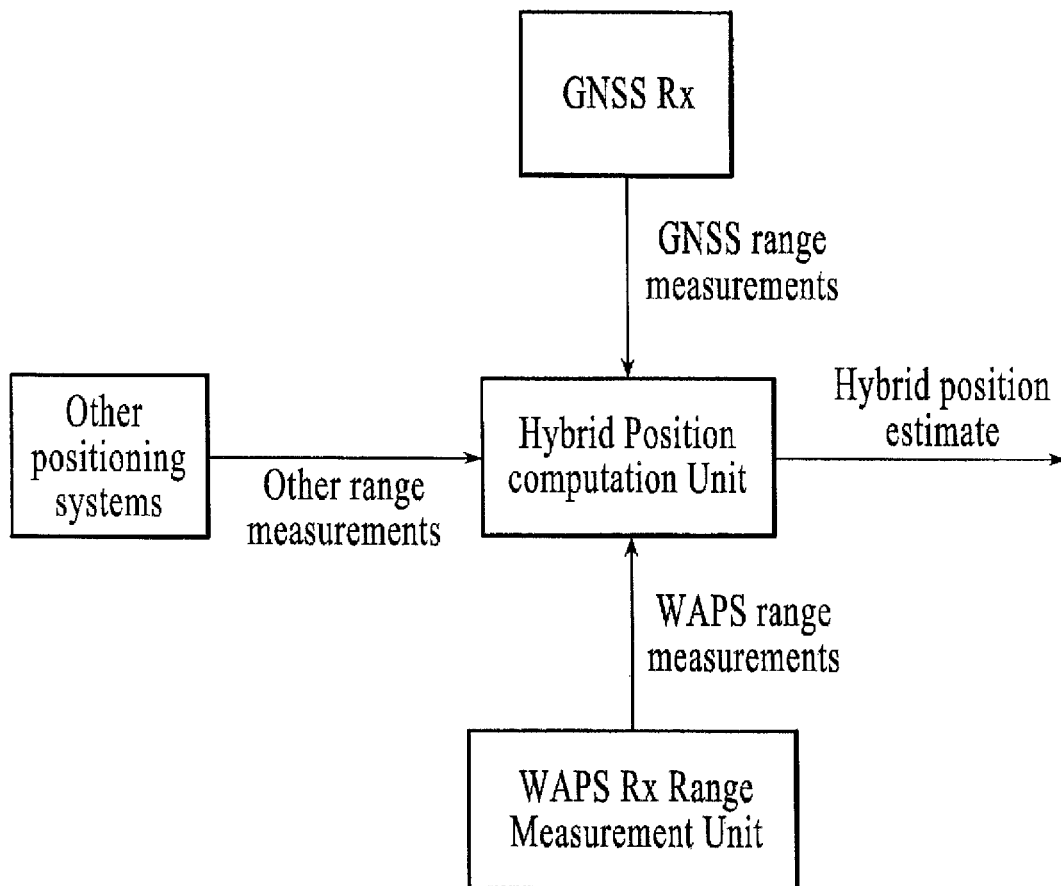 GNSS Rx
GNSS range
measurements
Other
positioning
systems
Other range
measurements
Hybrid Position
computation Unit
Hybrid position
estimate
WAPS range
measurements
WAPS Rx Range
Measurement Unit